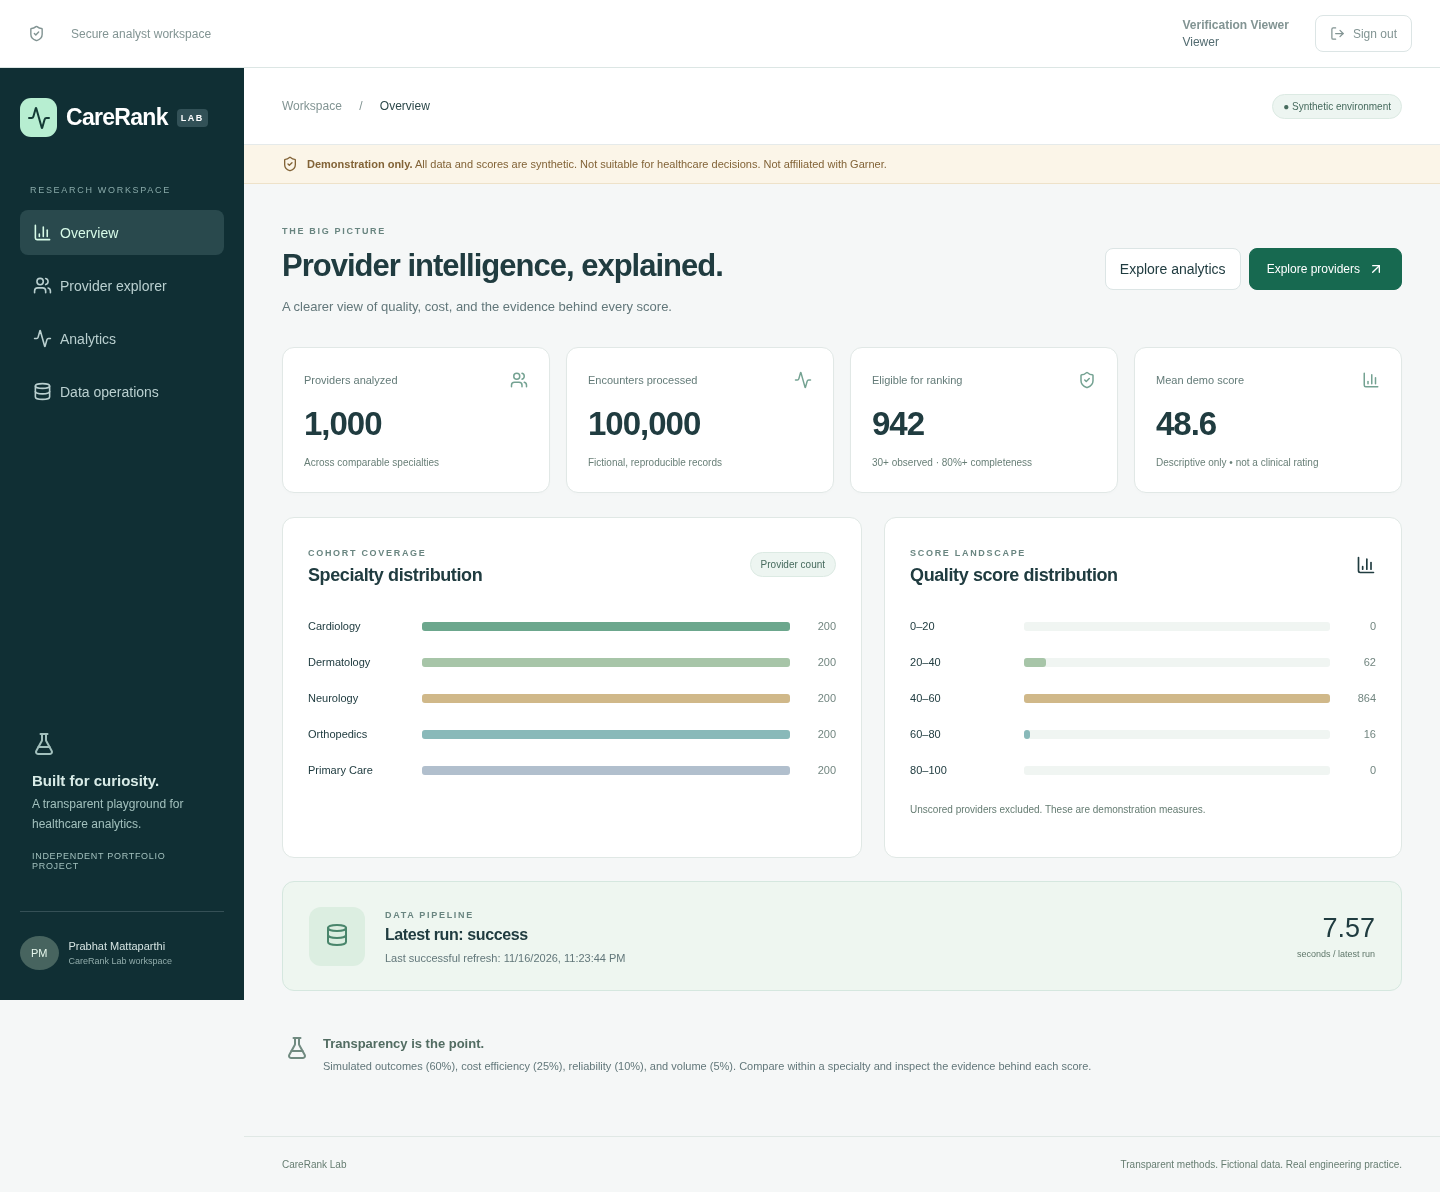 Secure analyst workspace
Verification Viewer
Viewer
Sign out
CareRank LAB
RESEARCH WORKSPACE
Overview
Provider explorer
Analytics
Data operations
Built for curiosity.
A transparent playground for
healthcare analytics.
INDEPENDENT PORTFOLIO
PROJECT
PM
Prabhat Mattaparthi
CareRank Lab workspace
Workspace / Overview
● Synthetic environment
Demonstration only. All data and scores are synthetic. Not suitable for healthcare decisions. Not affiliated with Garner.
THE BIG PICTURE
Provider intelligence, explained.
A clearer view of quality, cost, and the evidence behind every score.
Explore analytics
Explore providers
Providers analyzed
1,000
Across comparable specialties
Encounters processed
100,000
Fictional, reproducible records
Eligible for ranking
942
30+ observed · 80%+ completeness
Mean demo score
48.6
Descriptive only • not a clinical rating
COHORT COVERAGE
Specialty distribution
Provider count
Cardiology 200
Dermatology 200
Neurology 200
Orthopedics 200
Primary Care 200
SCORE LANDSCAPE
Quality score distribution
0–20 0
20–40 62
40–60 864
60–80 16
80–100 0
Unscored providers excluded. These are demonstration measures.
DATA PIPELINE
Latest run: success
Last successful refresh: 11/16/2026, 11:23:44 PM
7.57
seconds / latest run
Transparency is the point.
Simulated outcomes (60%), cost efficiency (25%), reliability (10%), and volume (5%). Compare within a specialty and inspect the evidence behind each score.
CareRank Lab
Transparent methods. Fictional data. Real engineering practice.